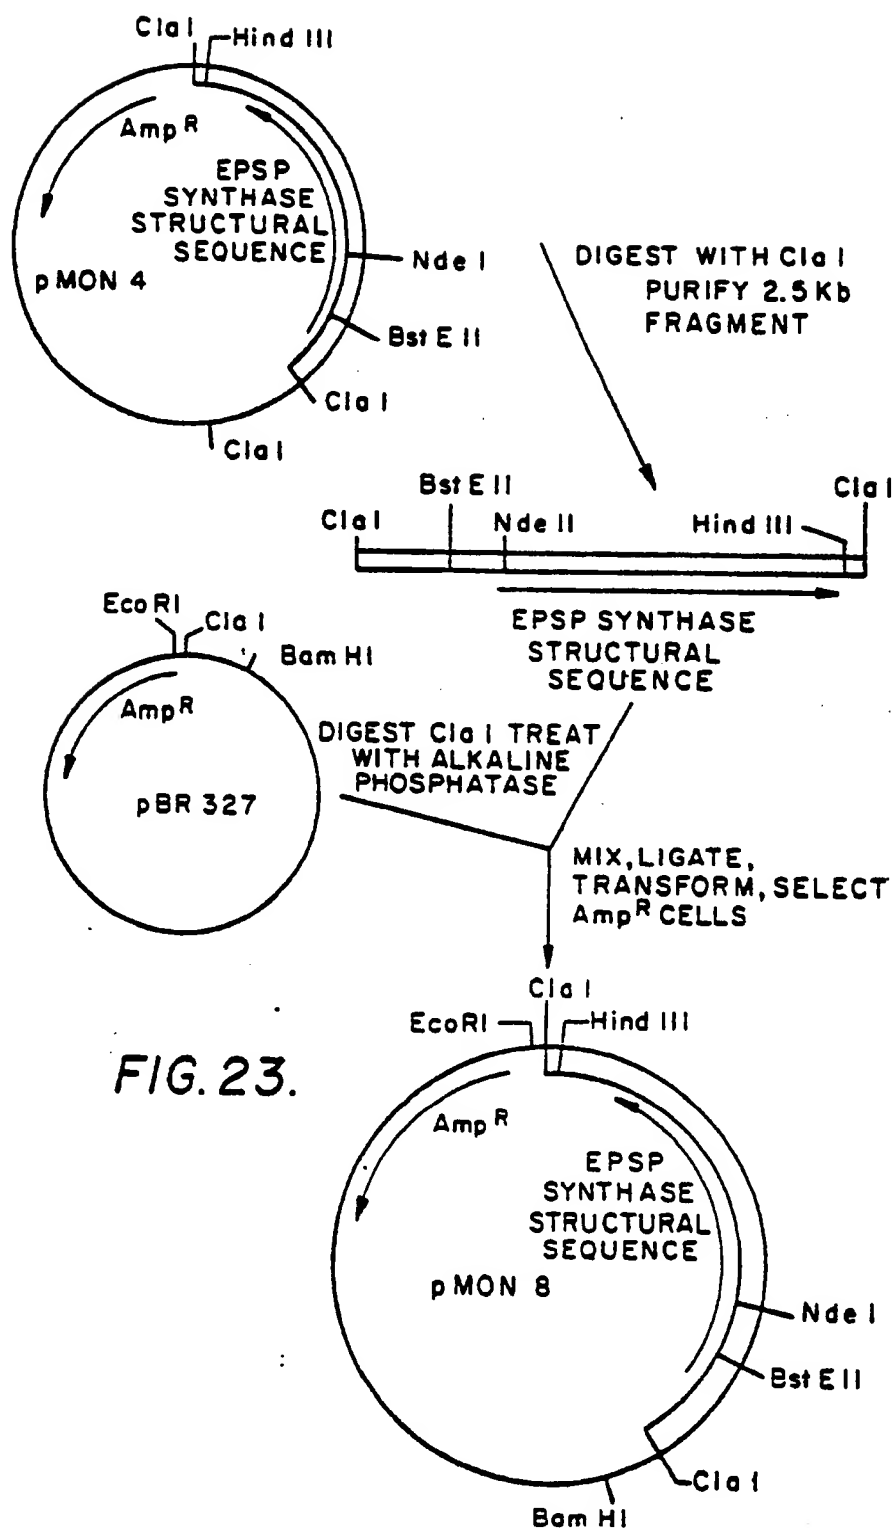 Cla I
Hind III
Amp R
EPSP
SYNTHASE
STRUCTURAL
SEQUENCE
pMON 4
Nde I
Bst E II
Cla I
Cla I
DIGEST WITH Cla I
PURIFY 2.5 Kb
FRAGMENT
Cla I
Bst E II
Nde II
Hind III
Cla I
EPSP SYNTHASE
STRUCTURAL
SEQUENCE
Eco RI
Cla I
Bam HI
Amp R
pBR 327
DIGEST Cla I TREAT
WITH ALKALINE
PHOSPHATASE
MIX, LIGATE,
TRANSFORM, SELECT
Amp R CELLS
FIG. 23.
Cla I
EcoRI
Hind III
Amp R
EPSP
SYNTHASE
STRUCTURAL
SEQUENCE
pMON 8
Nde I
Bst E II
Cla I
Bam HI